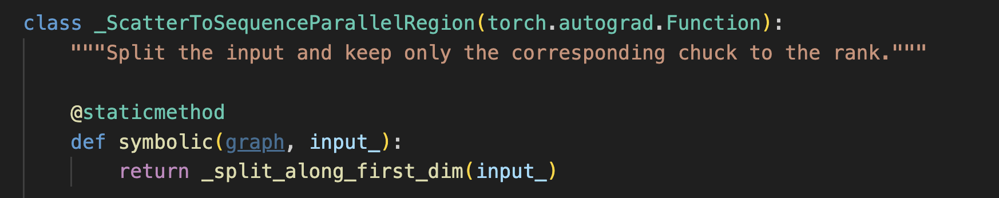 class _ScatterToSequenceParallelRegion(torch.autograd.Function):
    """Split the input and keep only the corresponding chuck to the rank."""
    @staticmethod
    def symbolic(graph, input_):
        return _split_along_first_dim(input_)